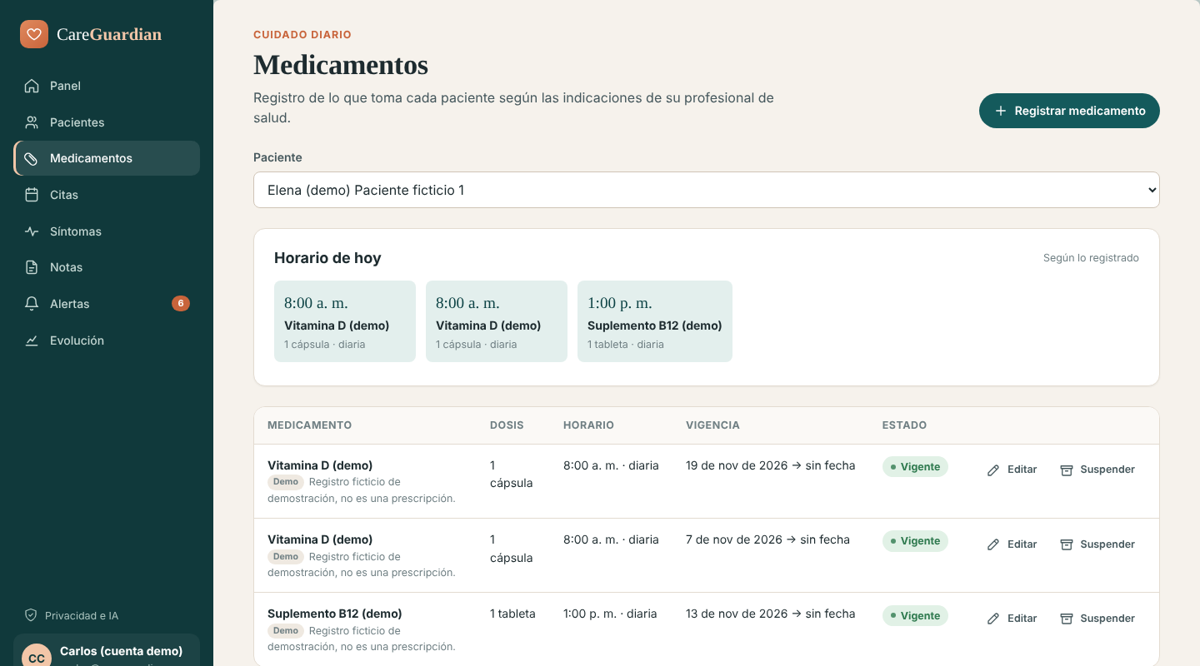 CareGuardian
Panel
Pacientes
Medicamentos
Citas
Síntomas
Notas
Alertas 6
Evolución
Privacidad e IA
CC
Carlos (cuenta demo)
CUIDADO DIARIO
Medicamentos
Registro de lo que toma cada paciente según las indicaciones de su profesional de
salud.
+ Registrar medicamento
Paciente
Elena (demo) Paciente ficticio 1
Horario de hoy
Según lo registrado
8:00 a. m.
Vitamina D (demo)
1 cápsula · diaria
8:00 a. m.
Vitamina D (demo)
1 cápsula · diaria
1:00 p. m.
Suplemento B12 (demo)
1 tableta · diaria
MEDICAMENTO DOSIS HORARIO VIGENCIA ESTADO
Vitamina D (demo)
Demo Registro ficticio de
demostración, no es una prescripción.
1
cápsula
8:00 a. m. · diaria
19 de nov de 2026 → sin fecha
Vigente
Editar
Suspender
Vitamina D (demo)
Demo Registro ficticio de
demostración, no es una prescripción.
1
cápsula
8:00 a. m. · diaria
7 de nov de 2026 → sin fecha
Vigente
Editar
Suspender
Suplemento B12 (demo)
Demo Registro ficticio de
demostración, no es una prescripción.
1 tableta
1:00 p. m. · diaria
13 de nov de 2026 → sin fecha
Vigente
Editar
Suspender